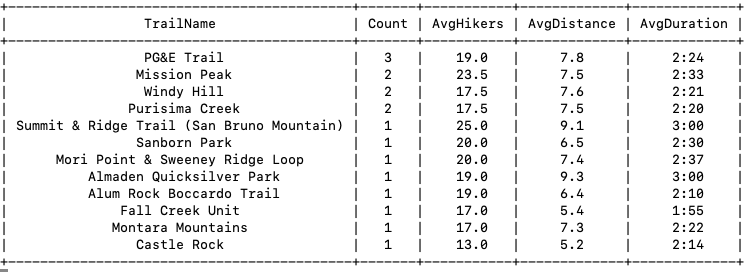 +----------------------------------------+-------+-----------+-------------+-------------+
| TrailName | Count | AvgHikers | AvgDistance | AvgDuration |
+----------------------------------------+-------+-----------+-------------+-------------+
| PG&E Trail | 3 | 19.0 | 7.8 | 2:24 |
| Mission Peak | 2 | 23.5 | 7.5 | 2:33 |
| Windy Hill | 2 | 17.5 | 7.6 | 2:21 |
| Purisima Creek | 2 | 17.5 | 7.5 | 2:20 |
| Summit & Ridge Trail (San Bruno Mountain) | 1 | 25.0 | 9.1 | 3:00 |
| Sanborn Park | 1 | 20.0 | 6.5 | 2:30 |
| Mori Point & Sweeney Ridge Loop | 1 | 20.0 | 7.4 | 2:37 |
| Almaden Quicksilver Park | 1 | 19.0 | 9.3 | 3:00 |
| Alum Rock Boccardo Trail | 1 | 19.0 | 6.4 | 2:10 |
| Fall Creek Unit | 1 | 17.0 | 5.4 | 1:55 |
| Montara Mountains | 1 | 17.0 | 7.3 | 2:22 |
| Castle Rock | 1 | 13.0 | 5.2 | 2:14 |
+----------------------------------------+-------+-----------+-------------+-------------+